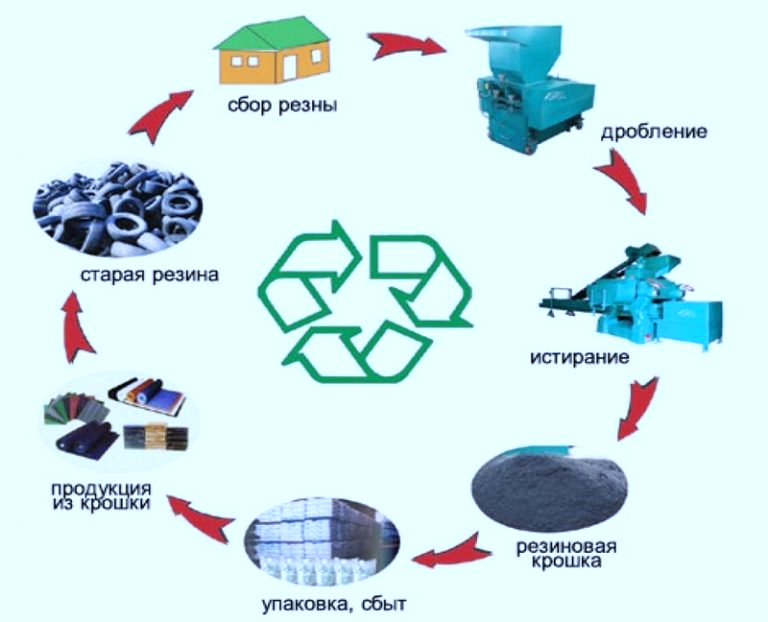 сбор резны
дробление
старая резина
истирание
продукция
из крошки
резиновая
крошка
упаковка, сбыт